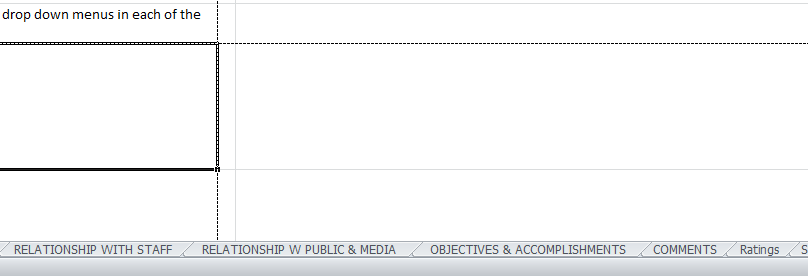 drop down menus in each of the
RELATIONSHIP WITH STAFF RELATIONSHIP W PUBLIC & MEDIA OBJECTIVES & ACCOMPLISHMENTS COMMENTS Ratings S